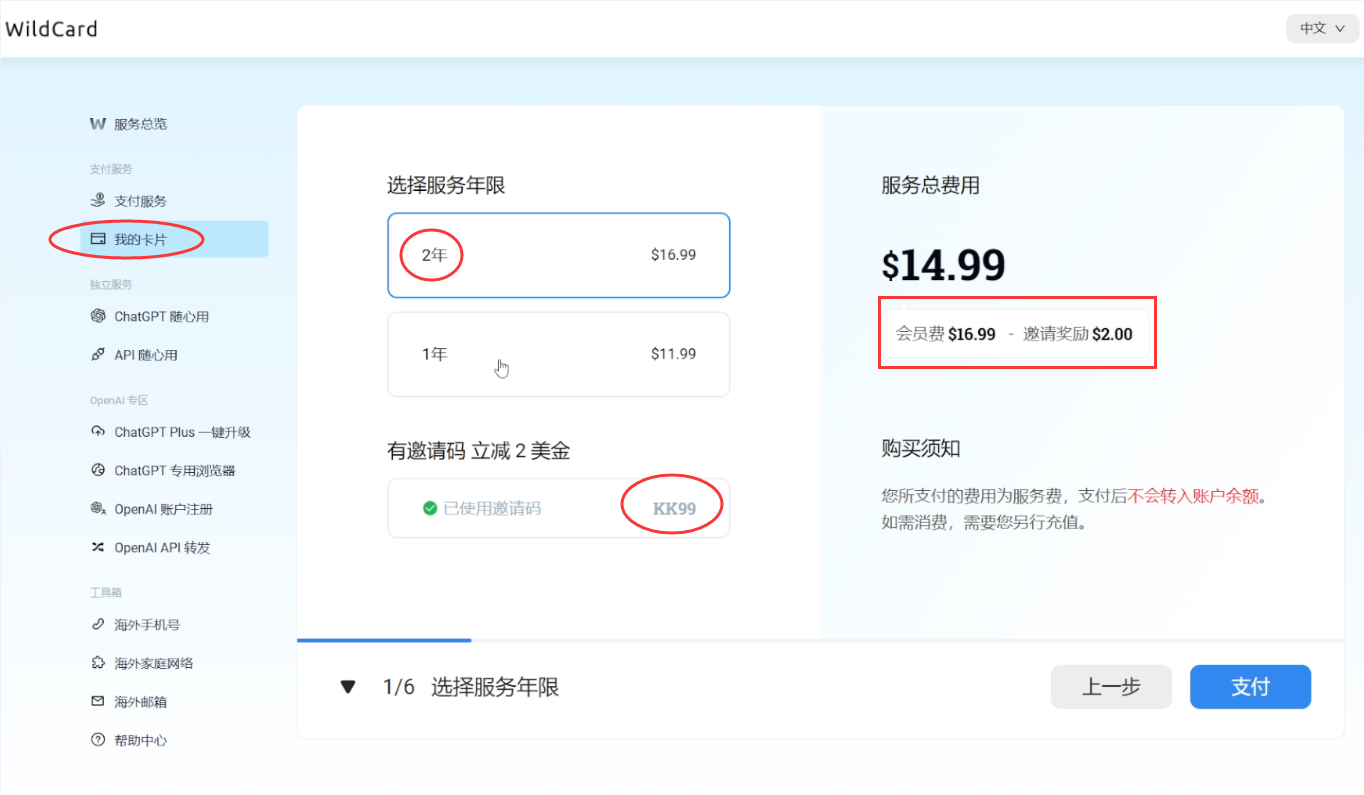 WildCard
中文
服务总览
支付服务
支付服务
我的卡片
独立服务
ChatGPT 随心用
API 随心用
OpenAI 专区
ChatGPT Plus 一键升级
ChatGPT 专用浏览器
OpenAI 账户注册
OpenAI API 转发
工具箱
海外手机号
海外家庭网络
海外邮箱
帮助中心
选择服务年限
2年 $16.99
1年 $11.99
有邀请码 立减 2 美金
已使用邀请码 KK99
服务总费用
$14.99
会员费 $16.99 - 邀请奖励 $2.00
购买须知
您所支付的费用为服务费，支付后不会转入账户余额。
如需消费，需要您另行充值。
1/6 选择服务年限
上一步
支付